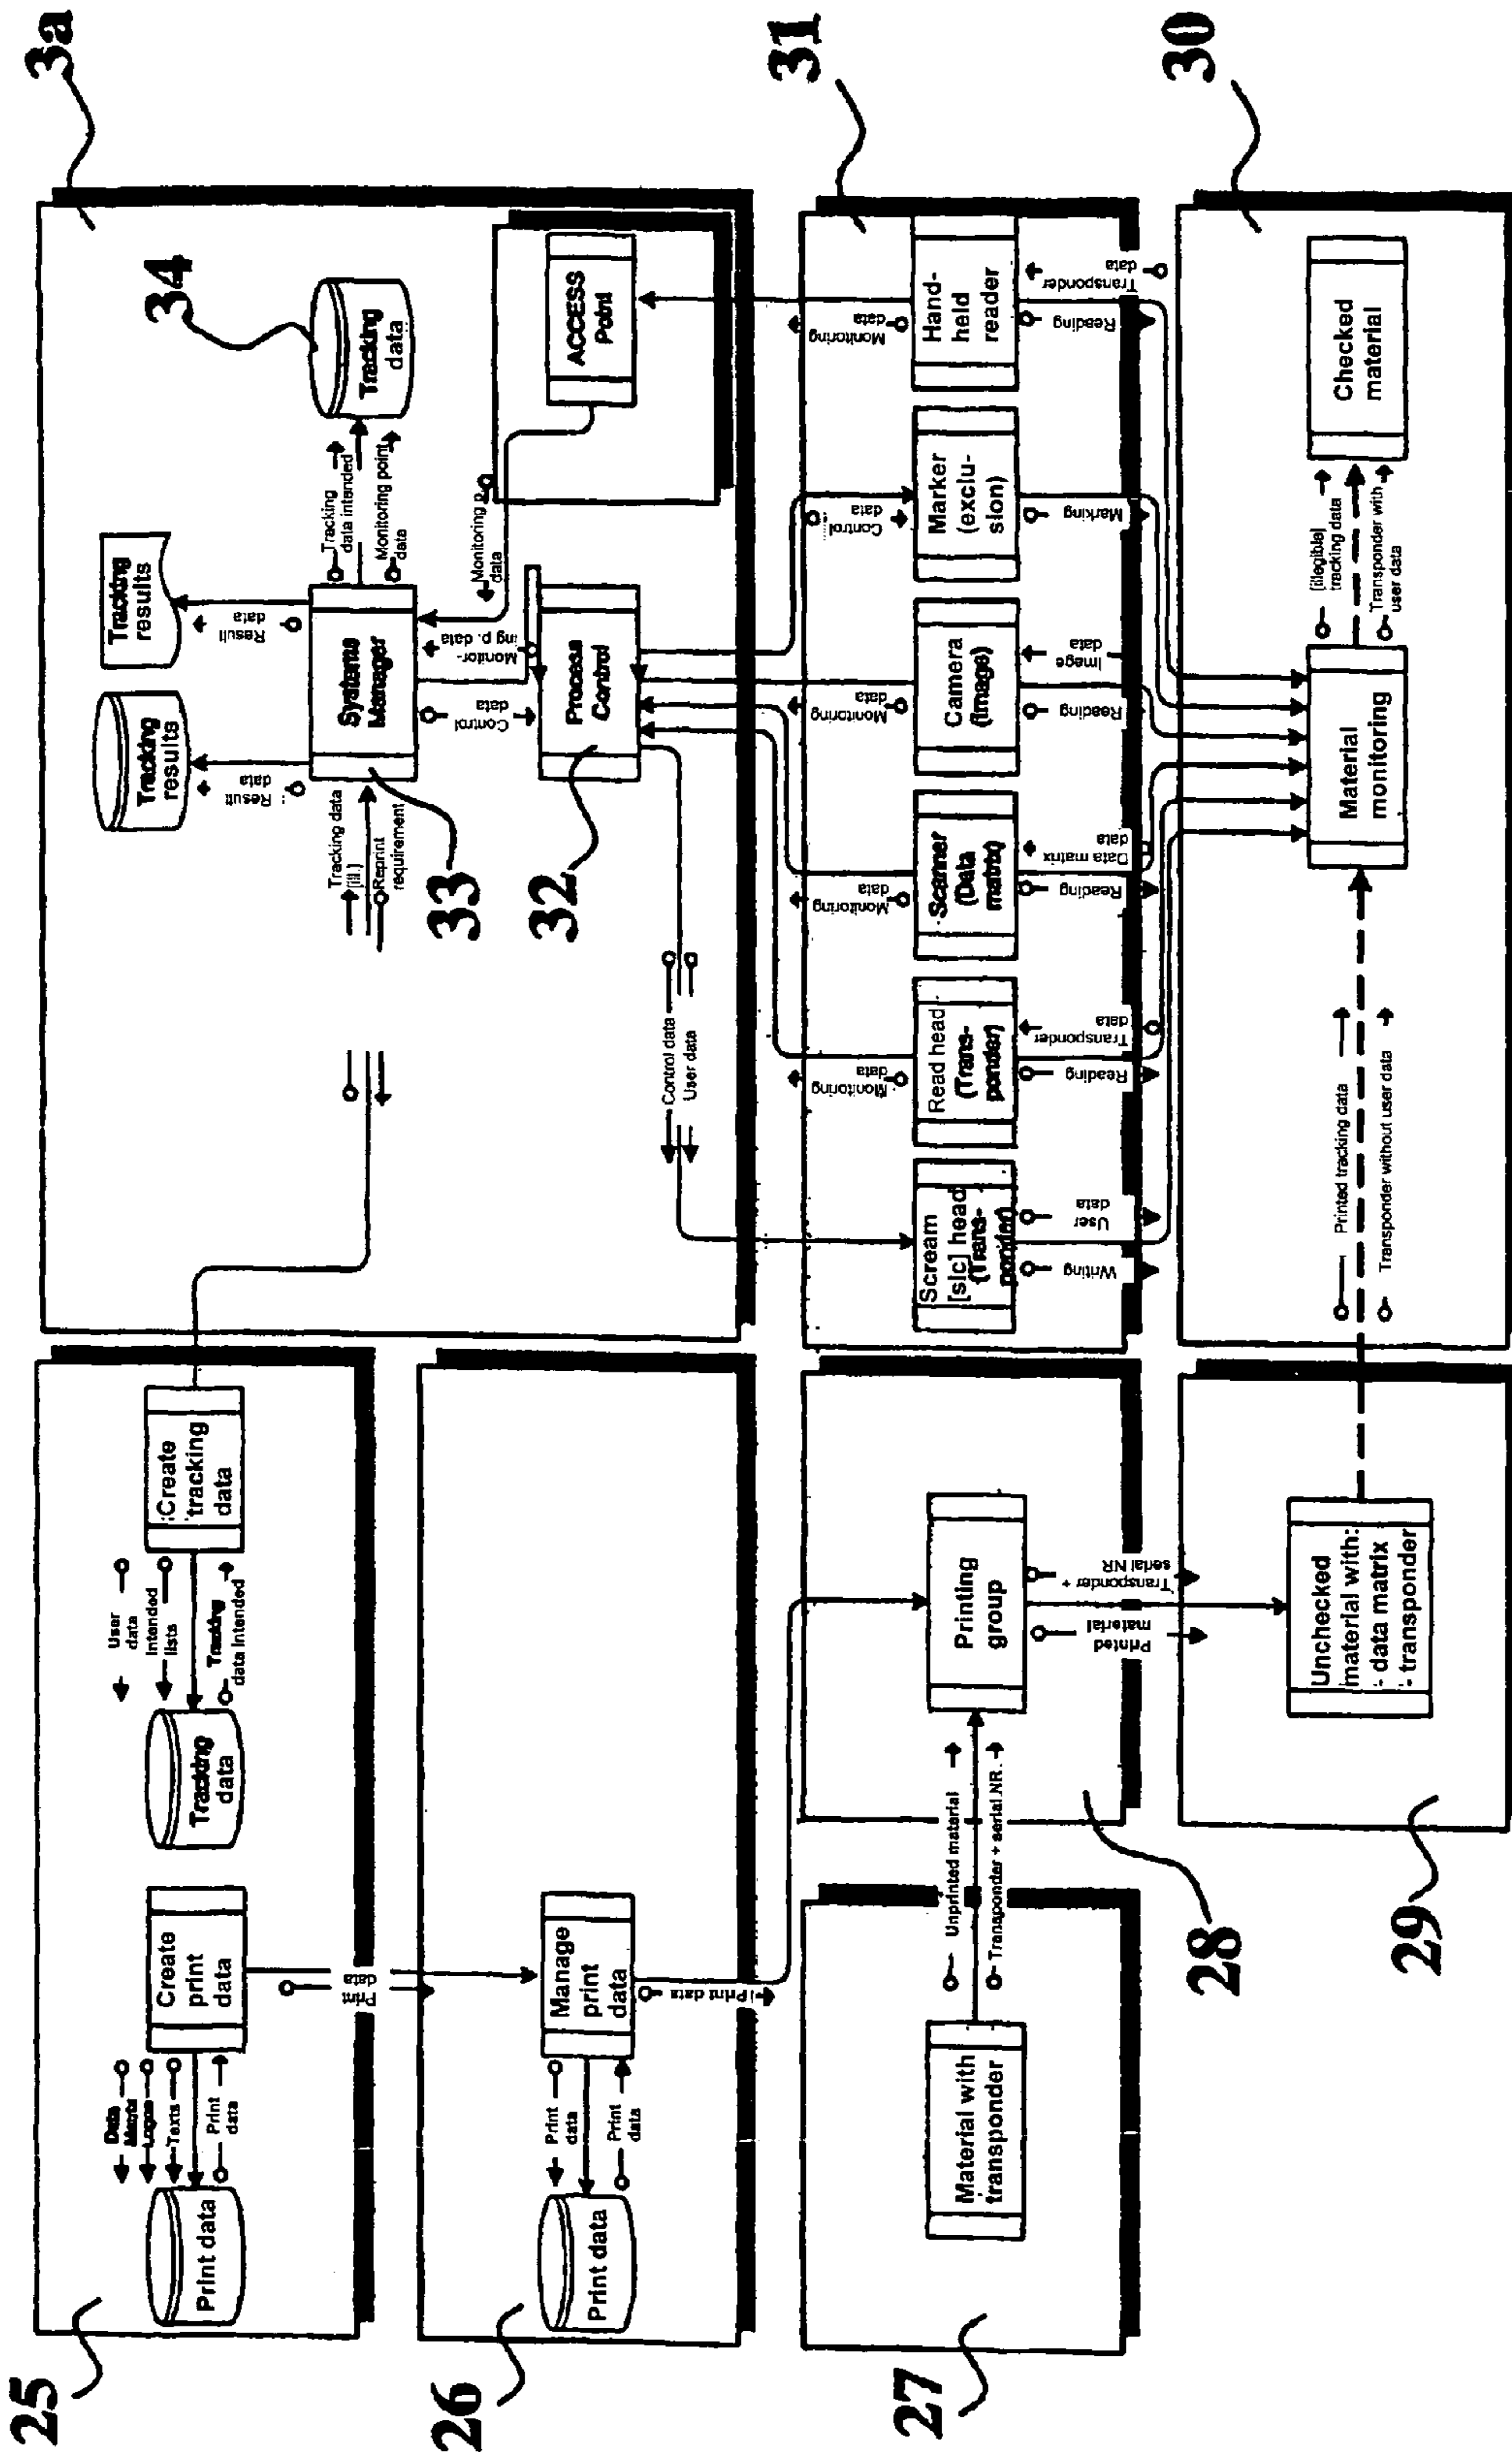 25
Print data
Data
Matrix
Logos
Texts
Print
data
Create
print
data
Tracking
data
User
data
Intended
lists
Tracking
data intended
Create
tracking
data
Print
data
26
Print data
Print
data
Print
data
Manage
print
data
Print data
27
Material with
transponder
Unprinted material
Transponder + serial NR.
28
Printing
group
Printed
material
Transponder +
serial NR
29
Unchecked
material with:
- data matrix
- transponder
3a
Tracking data
[ill.]
Reprint
requirement
33
Systems
Manager
Result
data
Tracking
results
Result
data
Tracking
results
Tracking
data intended
Monitoring point
data
34
Tracking
data
Control
data
Monitor-
ing p. data
Monitoring p.
data
32
Process
Control
ACCESS
Point
Control data
User data
31
Scream
[sic] head
(Trans-
ponder)
Writing
User
data
Monitoring
data
Read head
(Trans-
ponder)
Reading
Transponder
data
Monitoring
data
Scanner
(Data
matrix)
Reading
Data matrix
data
Monitoring
data
Camera
(Image)
Reading
Image
data
Control
data
Marker
(exclu-
sion)
Marking
Monitoring
data
Hand-
held
reader
Reading
Transponder
data
30
Printed tracking data
Transponder without user data
Material
monitoring
[illegible]
tracking data
Transponder with
user data
Checked
material